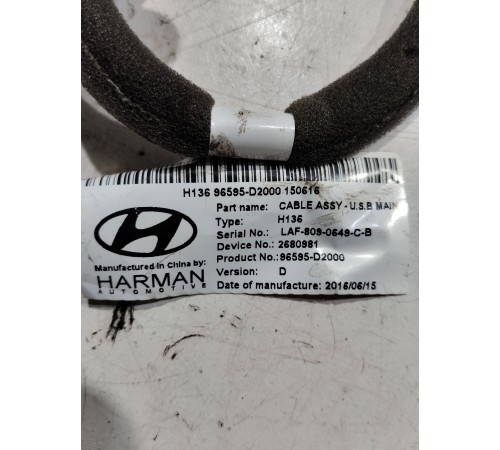 H136 96595-D2000 150616
Part name: CABLE ASSY - U.S.B MAIN
Type: H136
Serial No.: LAF-809-0649-C-B
Device No.: 2680981
Product No.: 96595-D2000
Version: D
Date of manufacture: 2016/06/15
Manufactured in China by:
HARMAN
AUTOMOTIVE